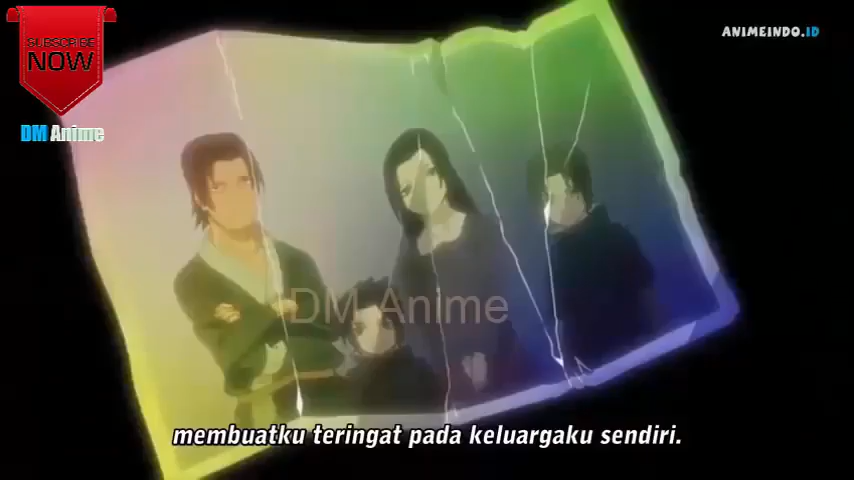 SUBSCRIBE
NOW
DM Anime
ANIMEINDO.ID
DM Anime
membuatku teringat pada keluargaku sendiri.